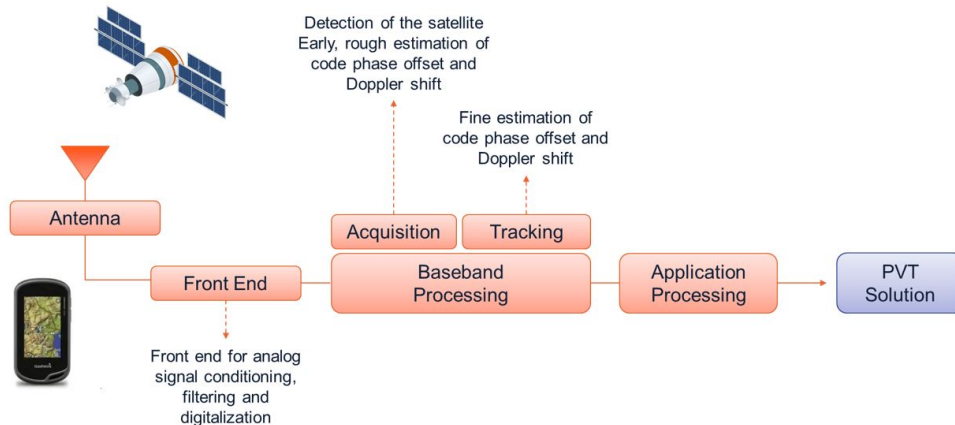 Detection of the satellite
Early, rough estimation of
code phase offset and
Doppler shift
Fine estimation of
code phase offset and
Doppler shift
Antenna
Acquisition
Tracking
Front End
Baseband
Processing
Application
Processing
PVT
Solution
Front end for analog
signal conditioning,
filtering and
digitalization
GARMIN